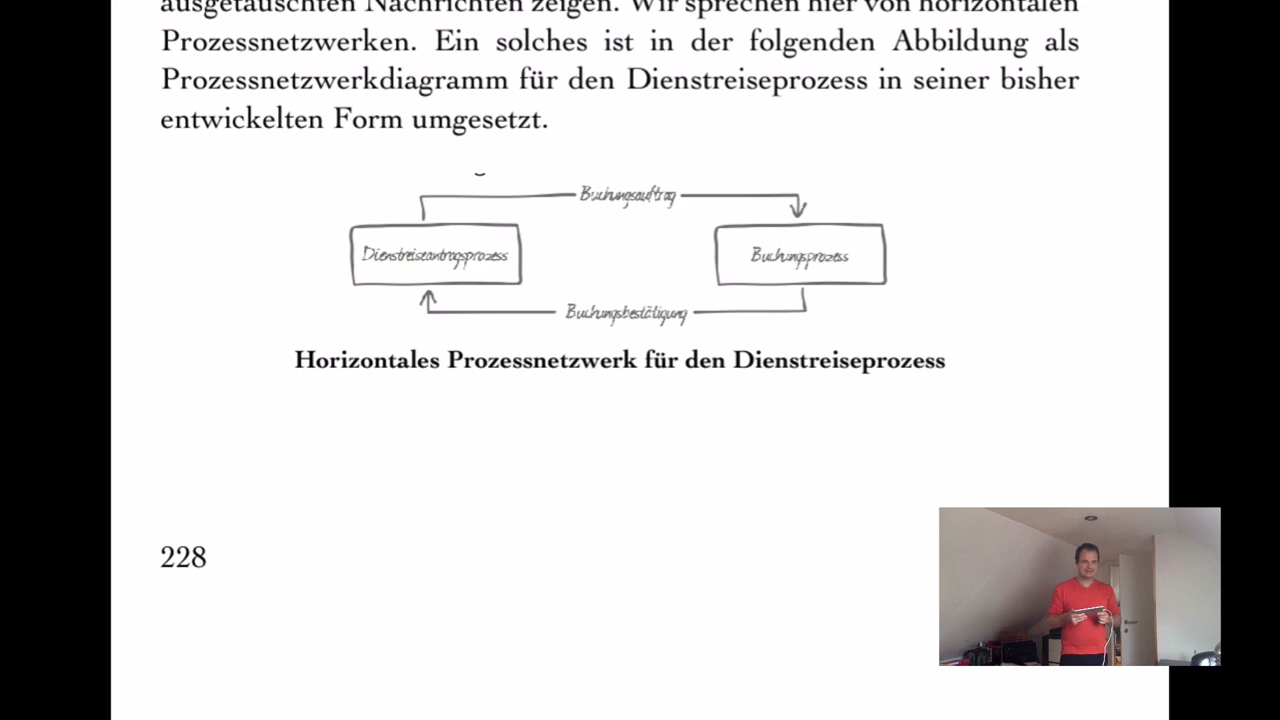 ausgetauschten Nachrichten zeigen. Wir sprechen hier von horizontalen
Prozessnetzwerken. Ein solches ist in der folgenden Abbildung als
Prozessnetzwerkdiagramm für den Dienstreiseprozess in seiner bisher
entwickelten Form umgesetzt.
Buchungsauftrag
Dienstreiseantragsprozess
Buchungsprozess
Buchungsbestätigung
Horizontales Prozessnetzwerk für den Dienstreiseprozess
228